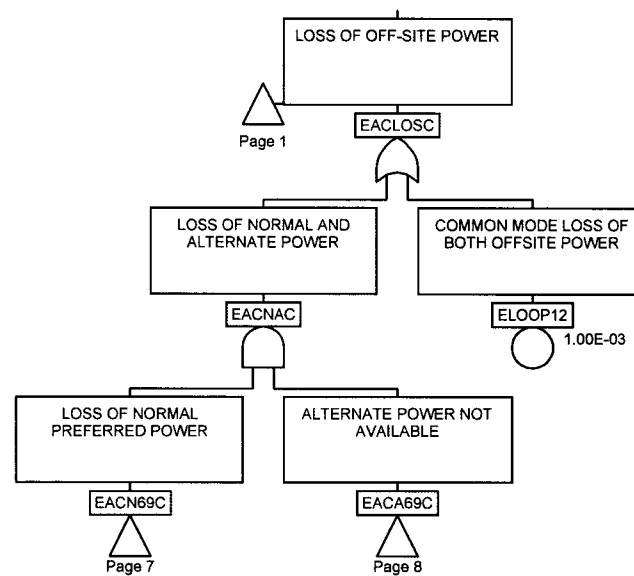 LOSS OF OFF-SITE POWER
Page 1
EACLOSC
LOSS OF NORMAL AND
ALTERNATE POWER
COMMON MODE LOSS OF
BOTH OFFSITE POWER
EACNAC
ELOOP12
1.00E-03
LOSS OF NORMAL
PREFERRED POWER
ALTERNATE POWER NOT
AVAILABLE
EACN69C
EACA69C
Page 7
Page 8